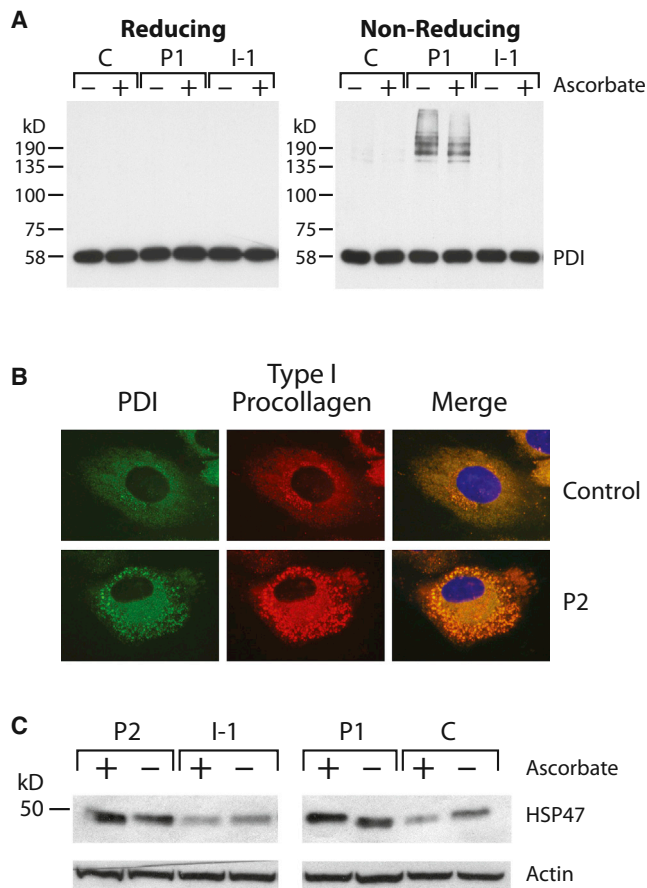 A
Reducing Non-Reducing
C P1 I-1 C P1 I-1
− + − + − + − + − + − + Ascorbate
kD kD
190 190
135 135
100 100
75 75
58 58 PDI
B
Type I
PDI Procollagen Merge
Control
P2
C
P2 I-1 P1 C
+ − + − + − + − Ascorbate
kD
50 HSP47
Actin